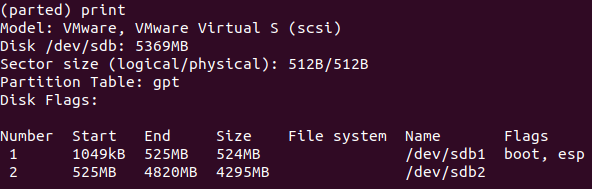 (parted) print
Model: VMware, VMware Virtual S (scsi)
Disk /dev/sdb: 5369MB
Sector size (logical/physical): 512B/512B
Partition Table: gpt
Disk Flags:
Number  Start   End     Size    File system  Name       Flags
 1      1049kB  525MB   524MB                /dev/sdb1  boot, esp
 2      525MB   4820MB  4295MB               /dev/sdb2